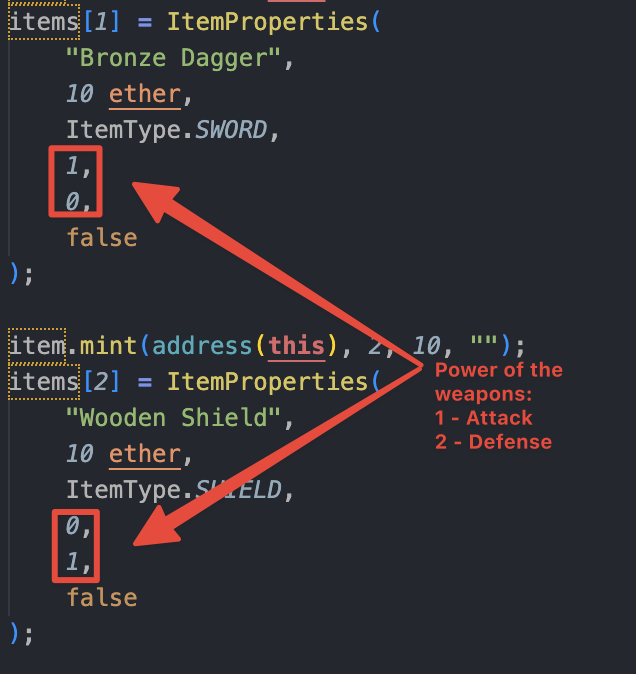 items[1] = ItemProperties(
"Bronze Dagger",
10 ether,
ItemType.SWORD,
1,
0,
false
);
item.mint(address(this), 2, 10, "");
items[2] = ItemProperties(
"Wooden Shield",
10 ether,
ItemType.SHIELD,
0,
1,
false
);
Power of the
weapons:
1 - Attack
2 - Defense